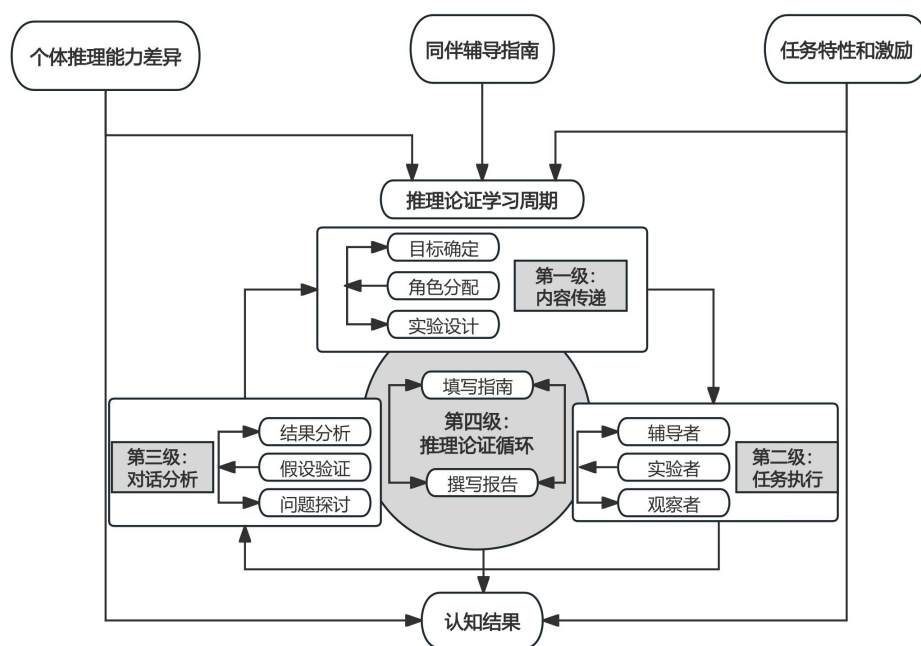 个体推理能力差异
同伴辅导指南
任务特性和激励
推理论证学习周期
目标确定
角色分配
实验设计
第一级：
内容传递
填写指南
第四级：
推理论证循环
撰写报告
第三级：
对话分析
结果分析
假设验证
问题探讨
辅导者
实验者
观察者
第二级：
任务执行
认知结果